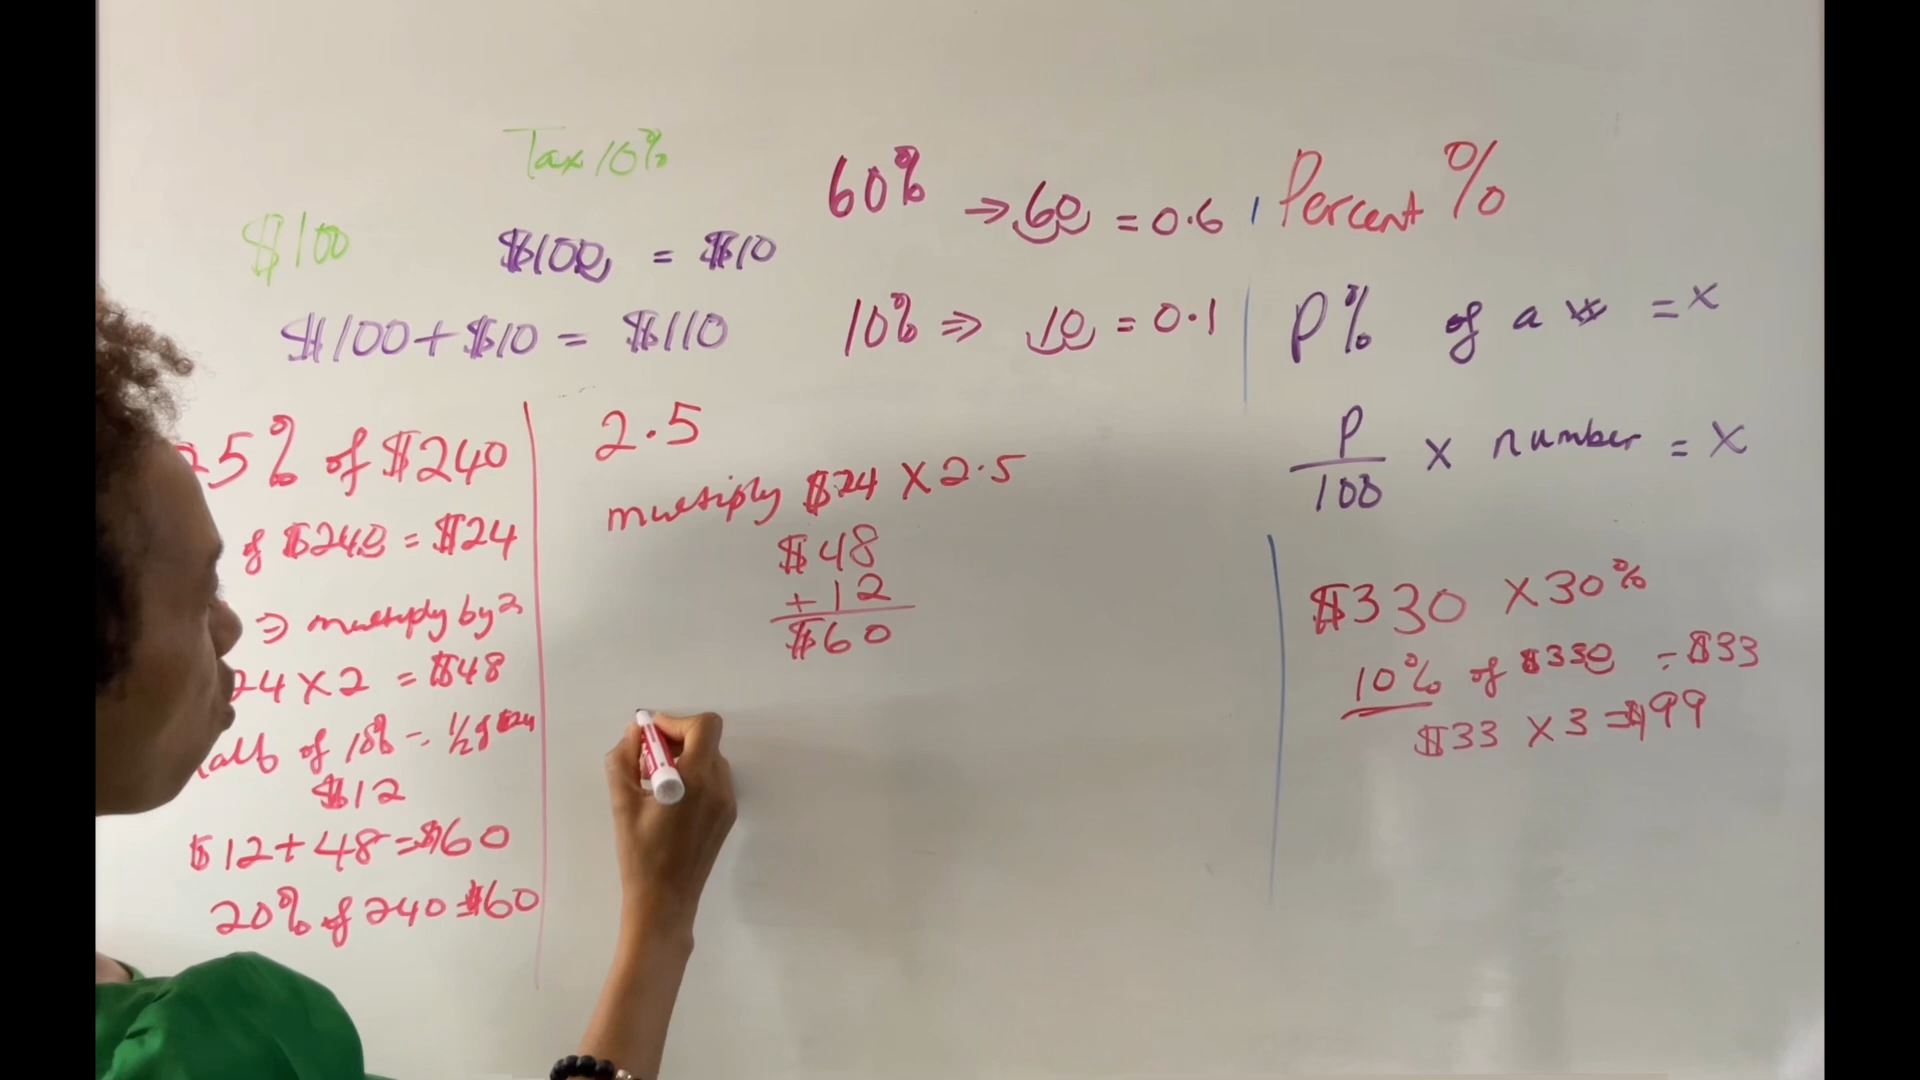 Tax 10%
$100
$100 = $10
$100 + $10 = $110
60% → 60 = 0.6
10% ⇒ 10 = 0.1
Percent %
P% of a = x
P/100 x number = x
25% of $240
of $240 = $24
⇒ multiply by 2
24 x 2 = $48
of 10% = 1/2 of $24
$12
$12 + 48 = $60
20% of 240 = $60
2.5
multiply $24 x 2.5
$48
+ 12
$60
$330 x 30%
10% of $330 = $33
$33 x 3 = $99